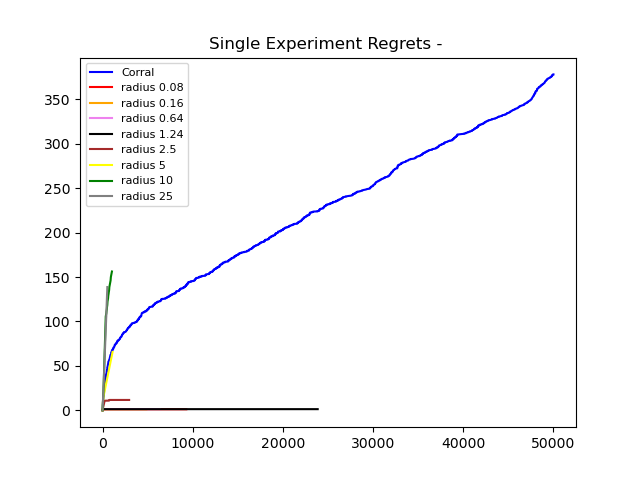 Single Experiment Regrets -
Corral
radius 0.08
radius 0.16
radius 0.64
radius 1.24
radius 2.5
radius 5
radius 10
radius 25
350
300
250
200
150
100
50
0
0 10000 20000 30000 40000 50000